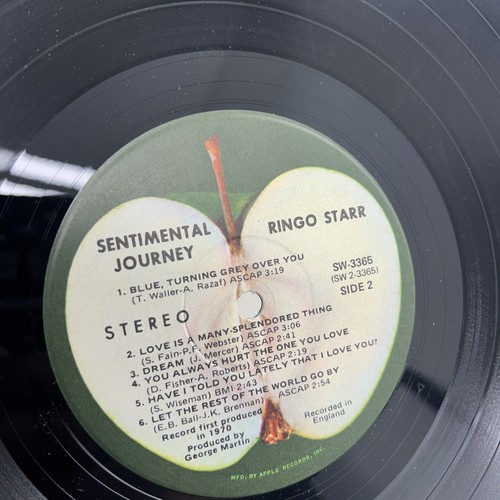 SENTIMENTAL
JOURNEY
RINGO STARR
1. BLUE, TURNING GREY OVER YOU
(T. Waller-A. Razaf) ASCAP 3:19
SW-3365
(SW 2-3365)
SIDE 2
STEREO
2. LOVE IS A MANY-SPLENDORED THING
(S. Fain-P.F. Webster) ASCAP 3:06
3. DREAM (J. Mercer) ASCAP 2:41
4. YOU ALWAYS HURT THE ONE YOU LOVE
(D. Fisher-A. Roberts) ASCAP 2:19
5. HAVE I TOLD YOU LATELY THAT I LOVE YOU?
(S. Wiseman) BMI 2:43
6. LET THE REST OF THE WORLD GO BY
(E.B. Ball-J.K. Brennan) ASCAP 2:54
Record first produced
in 1970
Produced by
George Martin
Recorded in
England
MFD. BY APPLE RECORDS, INC.